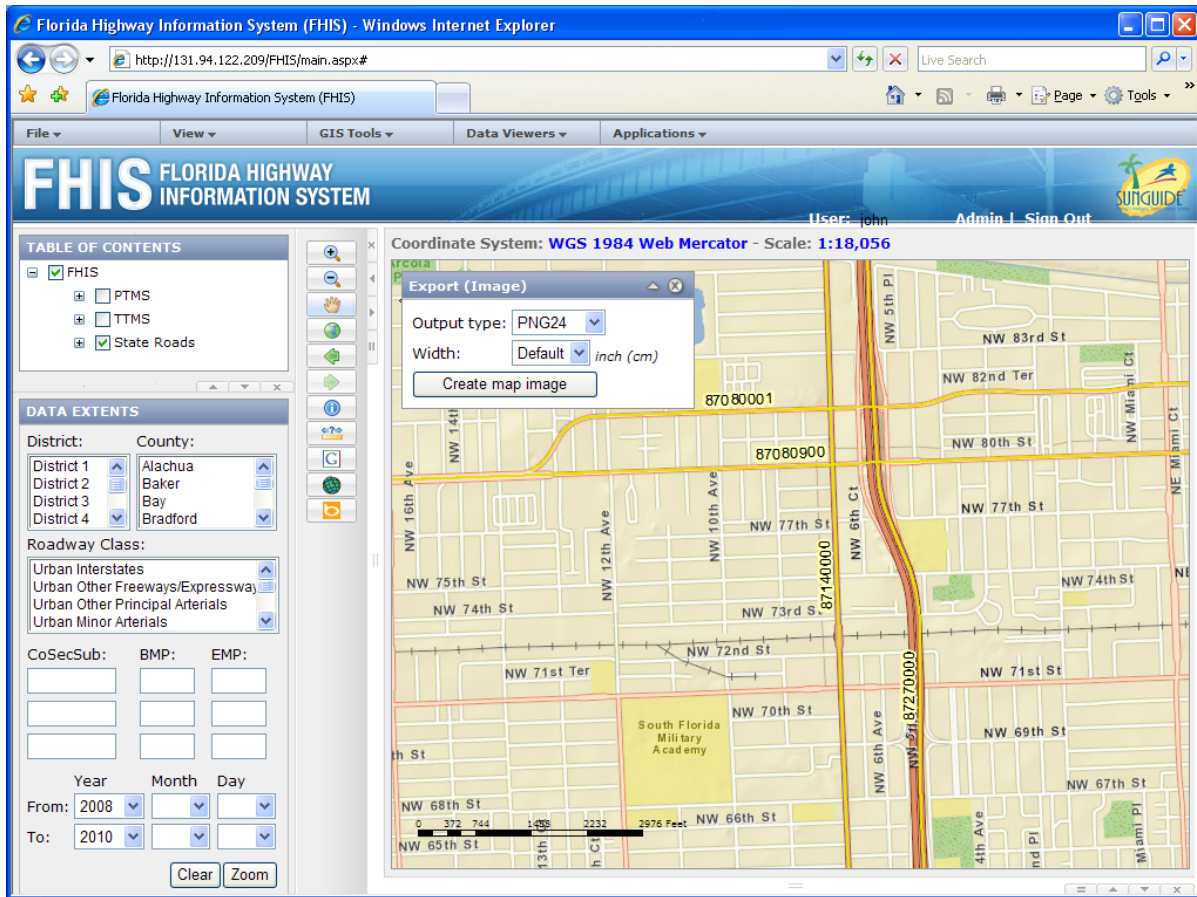 Florida Highway Information System (FHIS) - Windows Internet Explorer
http://131.94.122.209/FHIS/main.aspx#
Live Search
Florida Highway Information System (FHIS)
Page
Tools
»
File
View
GIS Tools
Data Viewers
Applications
FHIS FLORIDA HIGHWAY
INFORMATION SYSTEM
SUNGUIDE
User: john Admin | Sign Out
TABLE OF CONTENTS
FHIS
PTMS
TTMS
State Roads
DATA EXTENTS
District: County:
District 1 Alachua
District 2 Baker
District 3 Bay
District 4 Bradford
Roadway Class:
Urban Interstates
Urban Other Freeways/Expressway
Urban Other Principal Arterials
Urban Minor Arterials
CoSecSub: BMP: EMP:
Year Month Day
From: 2008
To: 2010
Clear Zoom
Coordinate System: WGS 1984 Web Mercator - Scale: 1:18,056
Export (Image)
Output type: PNG24
Width: Default inch (cm)
Create map image
NW 5th Pl
NW 83rd St
NW 82nd Ter
87080001
NW 14th
NW Miami Ct
NE Miami Ct
NW 80th St
87080900
NW 16th Ave
NW 10th Ave
NW 6th Ct
NW 77th St
NW 77th St
NW 12th Ave
87140000
NW 75th St
NW 74th St
NW 74th St
NW 73rd S
NW 72nd St
NW 71st Ter
NW 71st St
87270000
NW 70th St
South Florida
Military
Academy
NW 6th Ave
NW 69th St
th St
NW 67th St
NW 68th St
0 372 744 1488 2232 2976 Feet
NW 66th St
NW 65th St
13th Ct
h Ct
4th Ave
nd Pl
Miami Pl